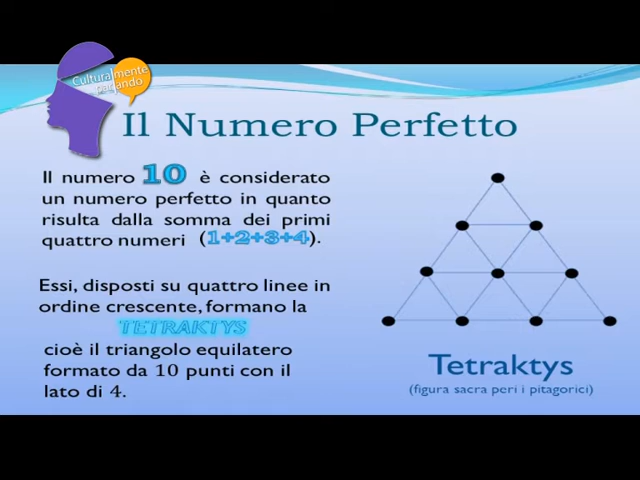 Culturalmente
parlando
Il Numero Perfetto
Il numero 10 è considerato
un numero perfetto in quanto
risulta dalla somma dei primi
quattro numeri (1+2+3+4).
Essi, disposti su quattro linee in
ordine crescente, formano la
TETRAKTYS
cioè il triangolo equilatero
formato da 10 punti con il
lato di 4.
Tetraktys
(figura sacra peri i pitagorici)